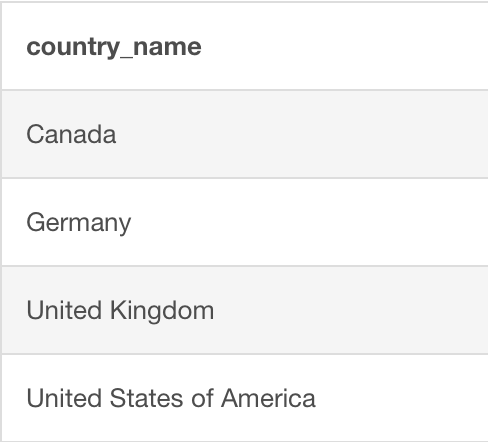 country_name
Canada
Germany
United Kingdom
United States of America